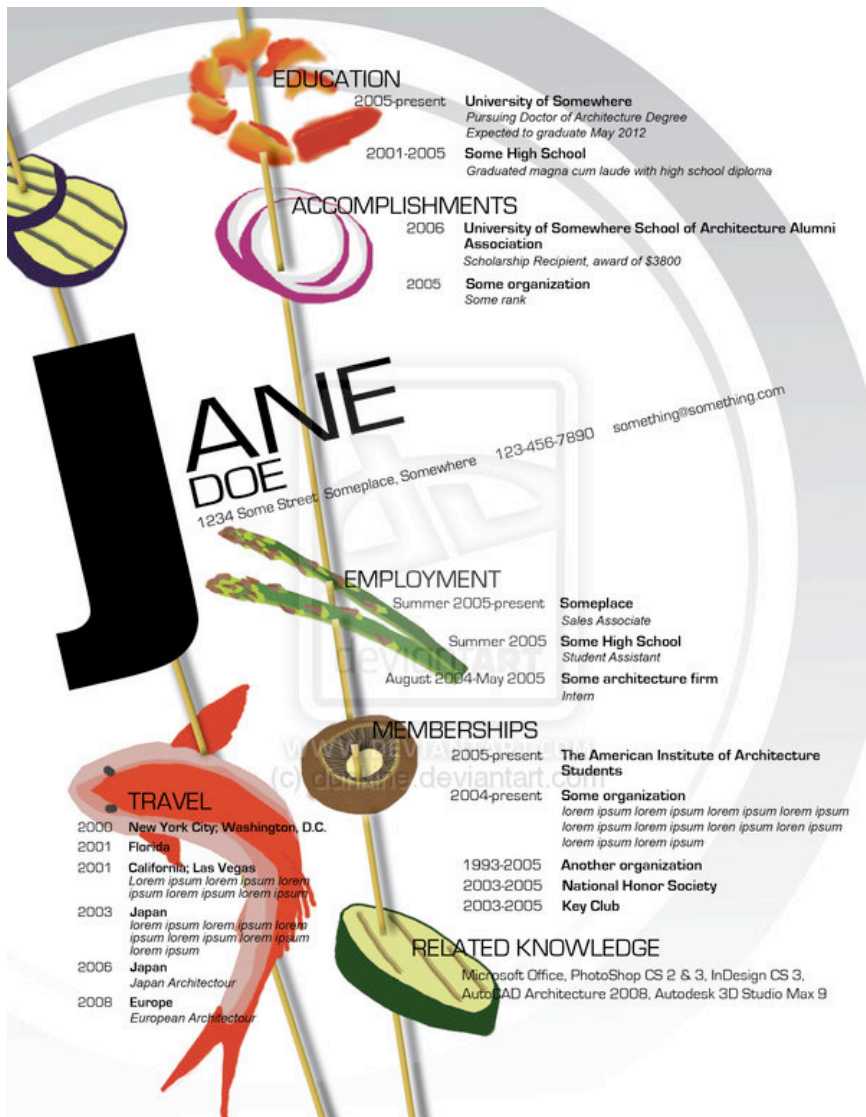 EDUCATION
2005-present University of Somewhere
Pursuing Doctor of Architecture Degree
Expected to graduate May 2012
2001-2005 Some High School
Graduated magna cum laude with high school diploma
ACCOMPLISHMENTS
2006 University of Somewhere School of Architecture Alumni
Association
Scholarship Recipient, award of $3800
2005 Some organization
Some rank
JANE
DOE
1234 Some Street Someplace, Somewhere 123-456-7890 something@something.com
EMPLOYMENT
Summer 2005-present Someplace
Sales Associate
Summer 2005 Some High School
Student Assistant
deviantART
August 2004-May 2005 Some architecture firm
Intern
MEMBERSHIPS
WWW.DEVIANTART.COM
2005-present The American Institute of Architecture
Students
2004-present Some organization
lorem ipsum lorem ipsum lorem ipsum lorem ipsum
lorem ipsum lorem ipsum loren ipsum loren ipsum
lorem ipsum lorem ipsum
1993-2005 Another organization
2003-2005 National Honor Society
2003-2005 Key Club
TRAVEL
2000 New York City; Washington, D.C.
2001 Florida
2001 California; Las Vegas
Lorem ipsum lorem ipsum lorem
ipsum lorem ipsum lorem ipsum
2003 Japan
lorem ipsum lorem ipsum lorem
ipsum lorem ipsum lorem ipsum
lorem ipsum
2006 Japan
Japan Architectour
2008 Europe
European Architectour
RELATED KNOWLEDGE
Microsoft Office, PhotoShop CS 2 & 3, InDesign CS 3,
AutoCAD Architecture 2008, Autodesk 3D Studio Max 9